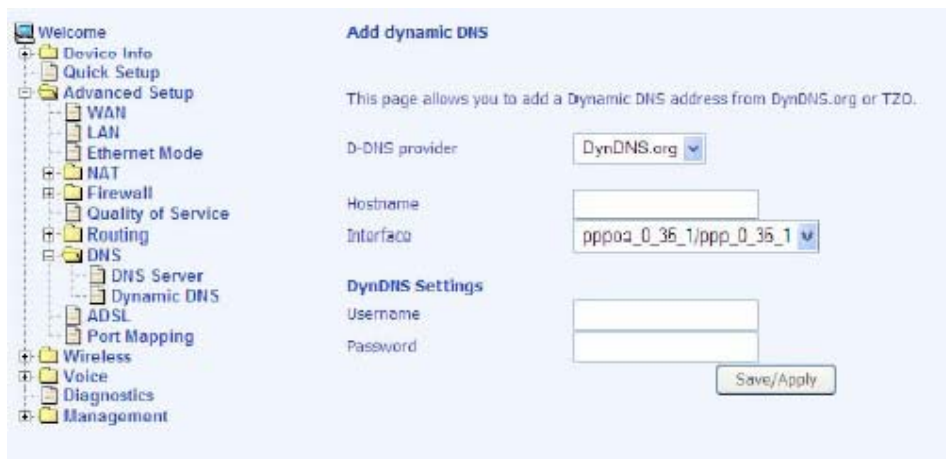 Welcome
Device Info
Quick Setup
Advanced Setup
WAN
LAN
Ethernet Mode
NAT
Firewall
Quality of Service
Routing
DNS
DNS Server
Dynamic DNS
ADSL
Port Mapping
Wireless
Voice
Diagnostics
Management
Add dynamic DNS
This page allows you to add a Dynamic DNS address from DynDNS.org or TZO.
D-DNS provider
DynDNS.org
Hostname
Interface
pppoa_0_35_1/ppp_0_35_1
DynDNS Settings
Username
Password
Save/Apply